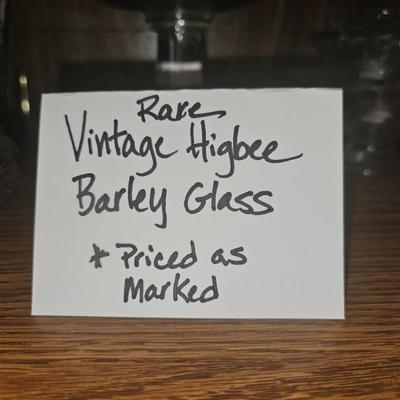 Rare
Vintage Higbee
Barley Glass
* Priced as
Marked